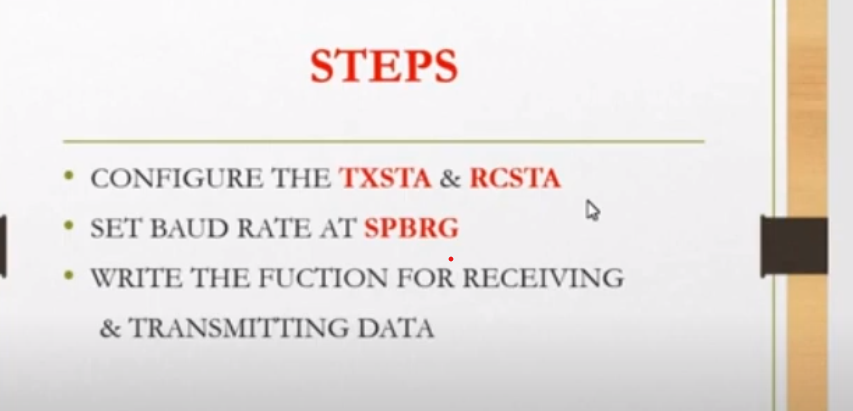 STEPS
• CONFIGURE THE TXSTA & RCSTA
• SET BAUD RATE AT SPBRG
• WRITE THE FUCTION FOR RECEIVING
& TRANSMITTING DATA